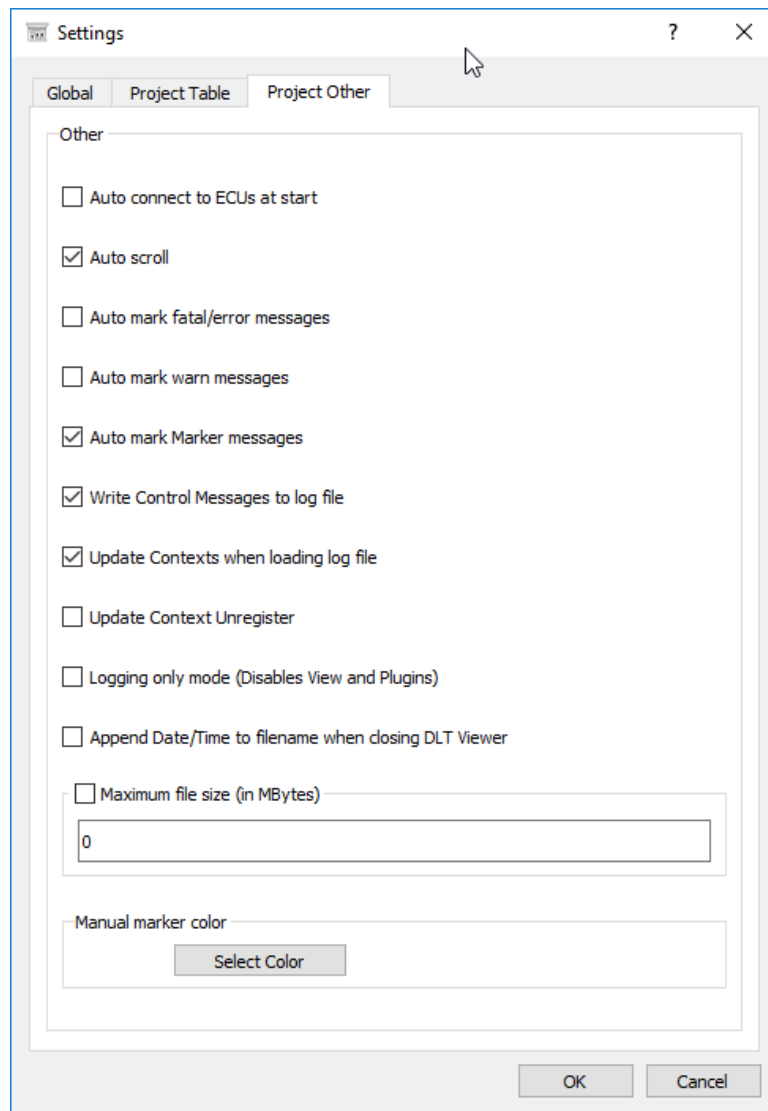 Settings
?
Global
Project Table
Project Other
Other
Auto connect to ECUs at start
Auto scroll
Auto mark fatal/error messages
Auto mark warn messages
Auto mark Marker messages
Write Control Messages to log file
Update Contexts when loading log file
Update Context Unregister
Logging only mode (Disables View and Plugins)
Append Date/Time to filename when closing DLT Viewer
Maximum file size (in MBytes)
0
Manual marker color
Select Color
OK
Cancel